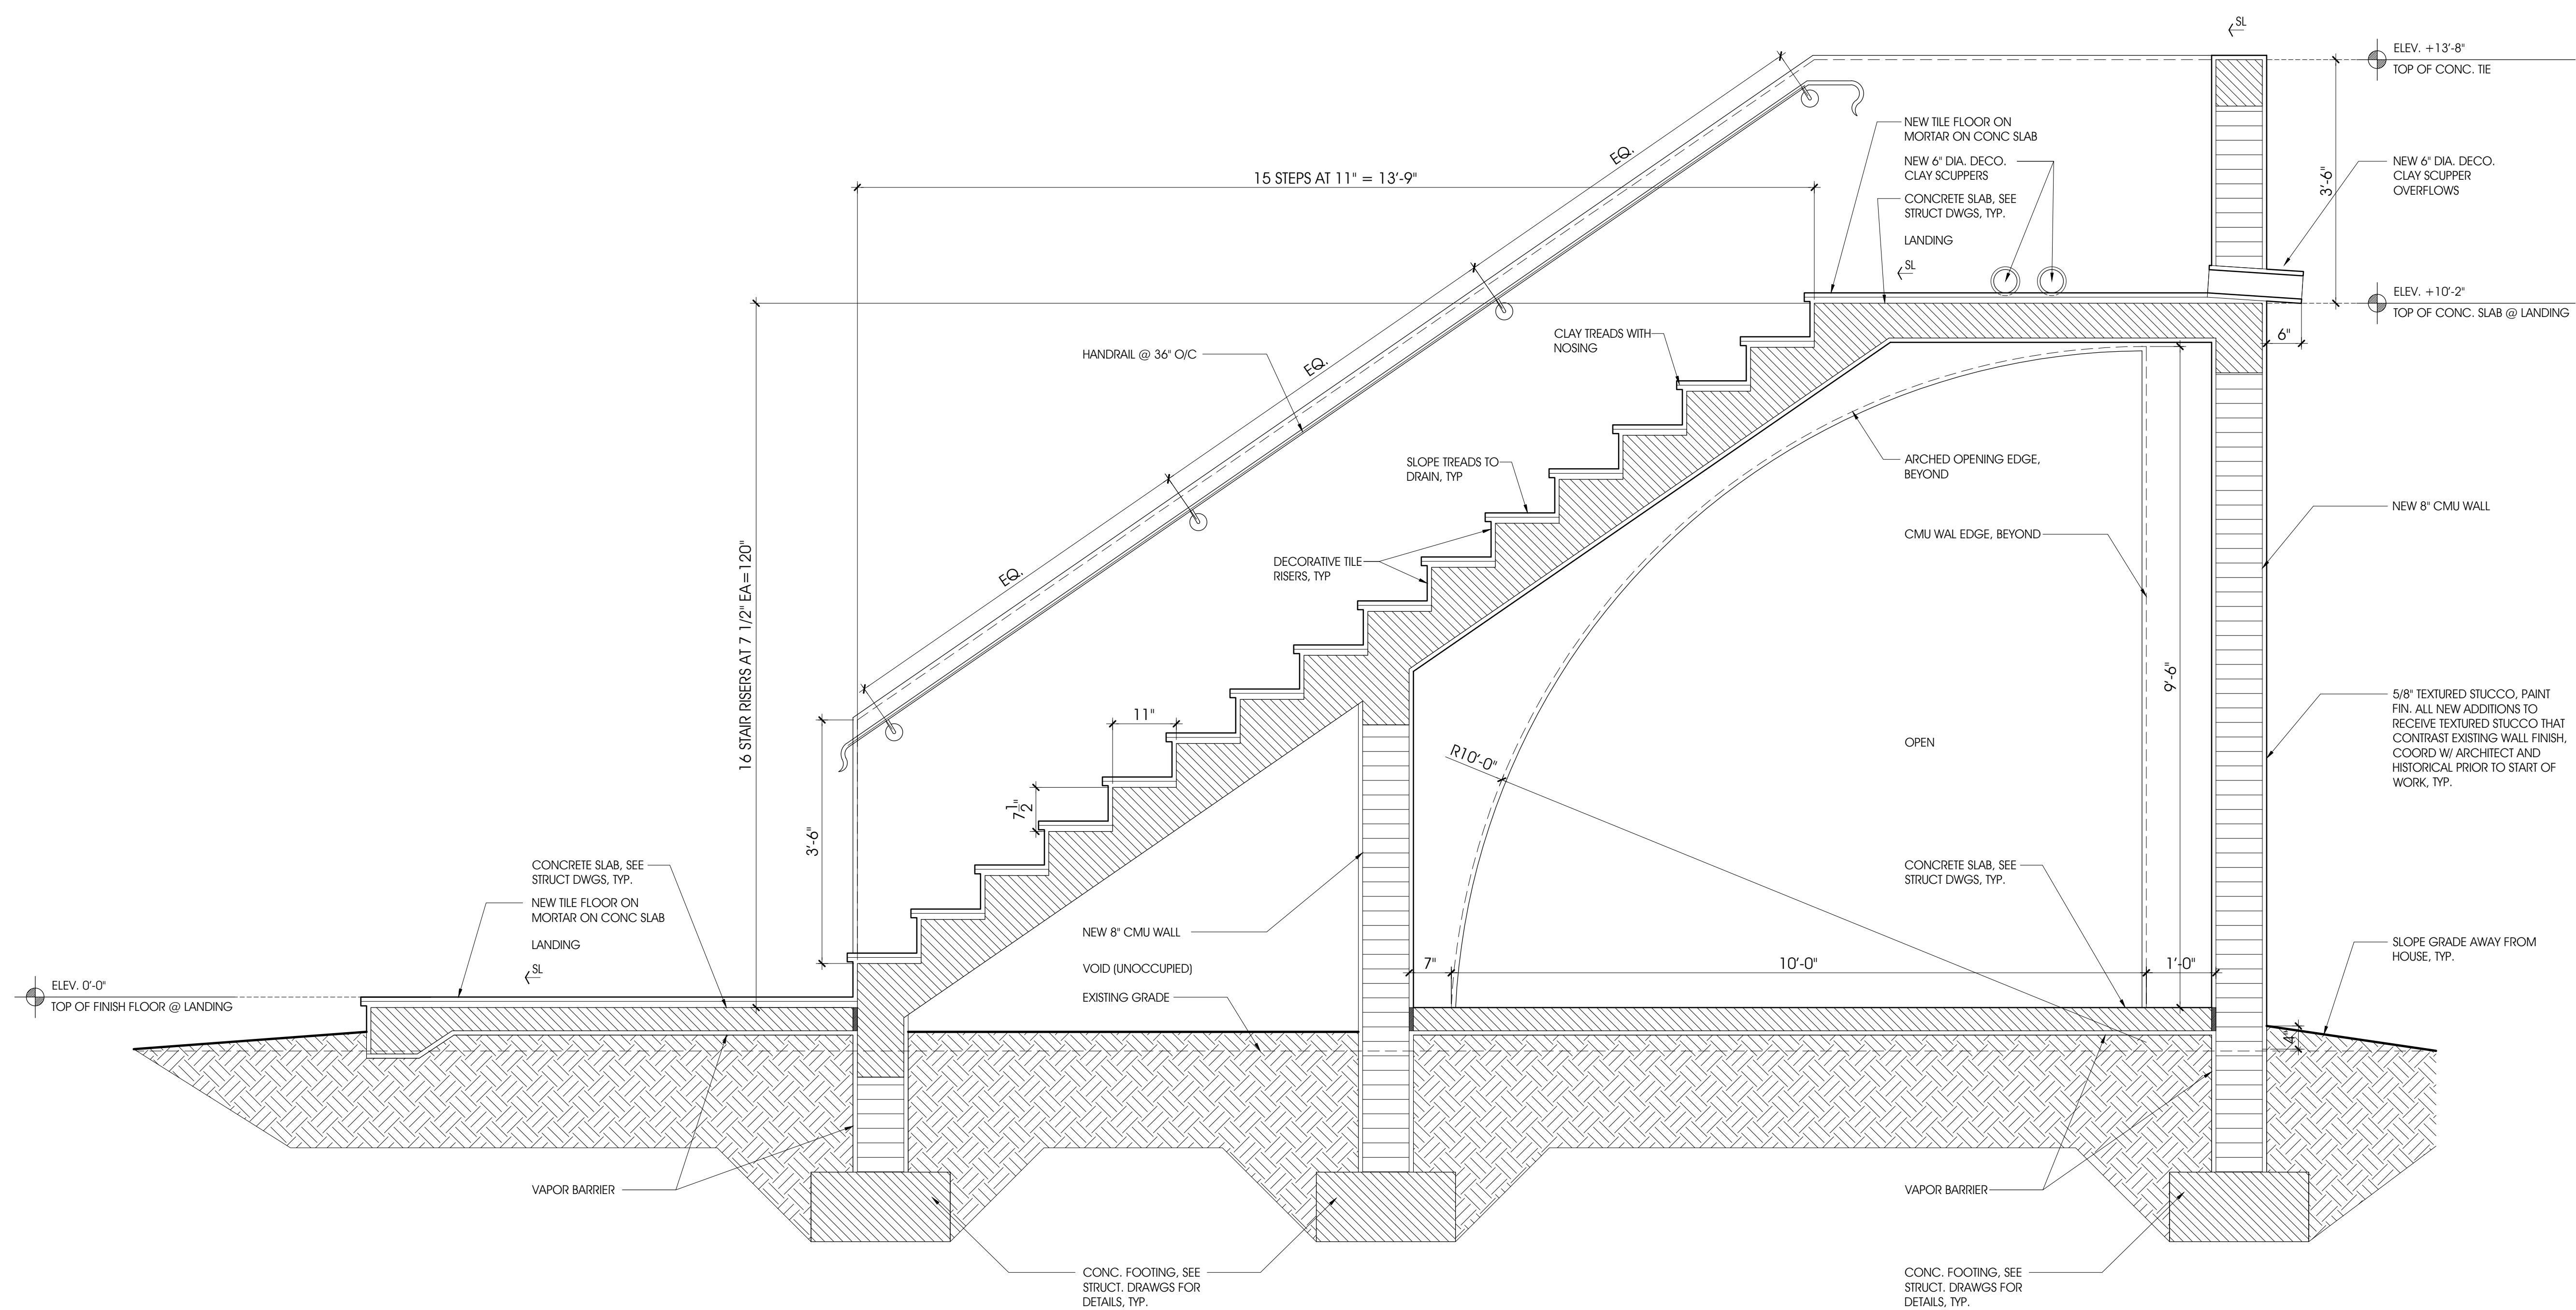 SL
ELEV. +13'-8"
TOP OF CONC. TIE
NEW TILE FLOOR ON
MORTAR ON CONC SLAB
NEW 6" DIA. DECO.
CLAY SCUPPERS
CONCRETE SLAB, SEE
STRUCT DWGS, TYP.
LANDING
SL
3'-6"
NEW 6" DIA. DECO.
CLAY SCUPPER
OVERFLOWS
EQ.
15 STEPS AT 11" = 13'-9"
ELEV. +10'-2"
TOP OF CONC. SLAB @ LANDING
6"
CLAY TREADS WITH
NOSING
HANDRAIL @ 36" O/C
EQ.
SLOPE TREADS TO
DRAIN, TYP
ARCHED OPENING EDGE,
BEYOND
NEW 8" CMU WALL
CMU WAL EDGE, BEYOND
DECORATIVE TILE
RISERS, TYP
EQ.
16 STAIR RISERS AT 7 1/2" EA=120"
9'-6"
5/8" TEXTURED STUCCO, PAINT
FIN. ALL NEW ADDITIONS TO
RECEIVE TEXTURED STUCCO THAT
CONTRAST EXISTING WALL FINISH,
COORD W/ ARCHITECT AND
HISTORICAL PRIOR TO START OF
WORK, TYP.
11"
OPEN
R10'-0"
7 1/2"
3'-6"
CONCRETE SLAB, SEE
STRUCT DWGS, TYP.
NEW TILE FLOOR ON
MORTAR ON CONC SLAB
LANDING
SL
CONCRETE SLAB, SEE
STRUCT DWGS, TYP.
NEW 8" CMU WALL
VOID (UNOCCUPIED)
EXISTING GRADE
7"
10'-0"
1'-0"
SLOPE GRADE AWAY FROM
HOUSE, TYP.
ELEV. 0'-0"
TOP OF FINISH FLOOR @ LANDING
4"
VAPOR BARRIER
VAPOR BARRIER
CONC. FOOTING, SEE
STRUCT. DRAWGS FOR
DETAILS, TYP.
CONC. FOOTING, SEE
STRUCT. DRAWGS FOR
DETAILS, TYP.